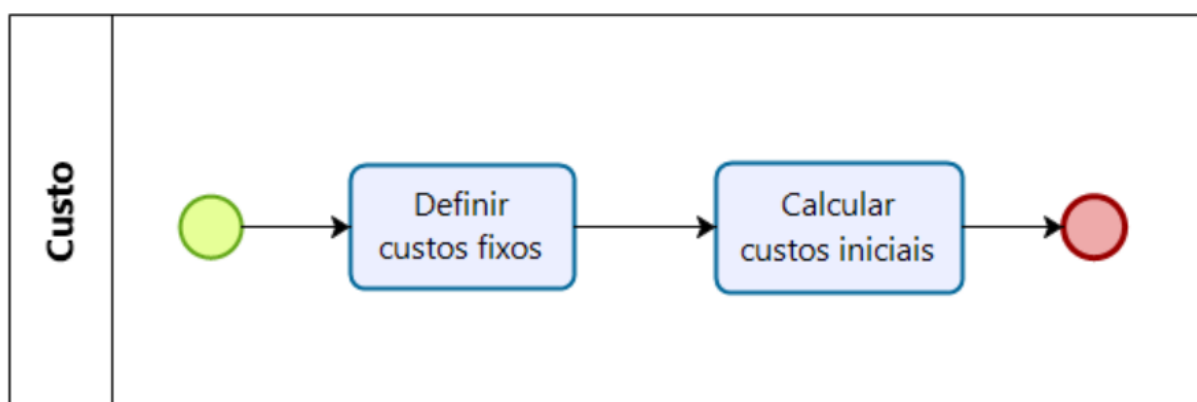 Custo
Definir
custos fixos
Calcular
custos iniciais